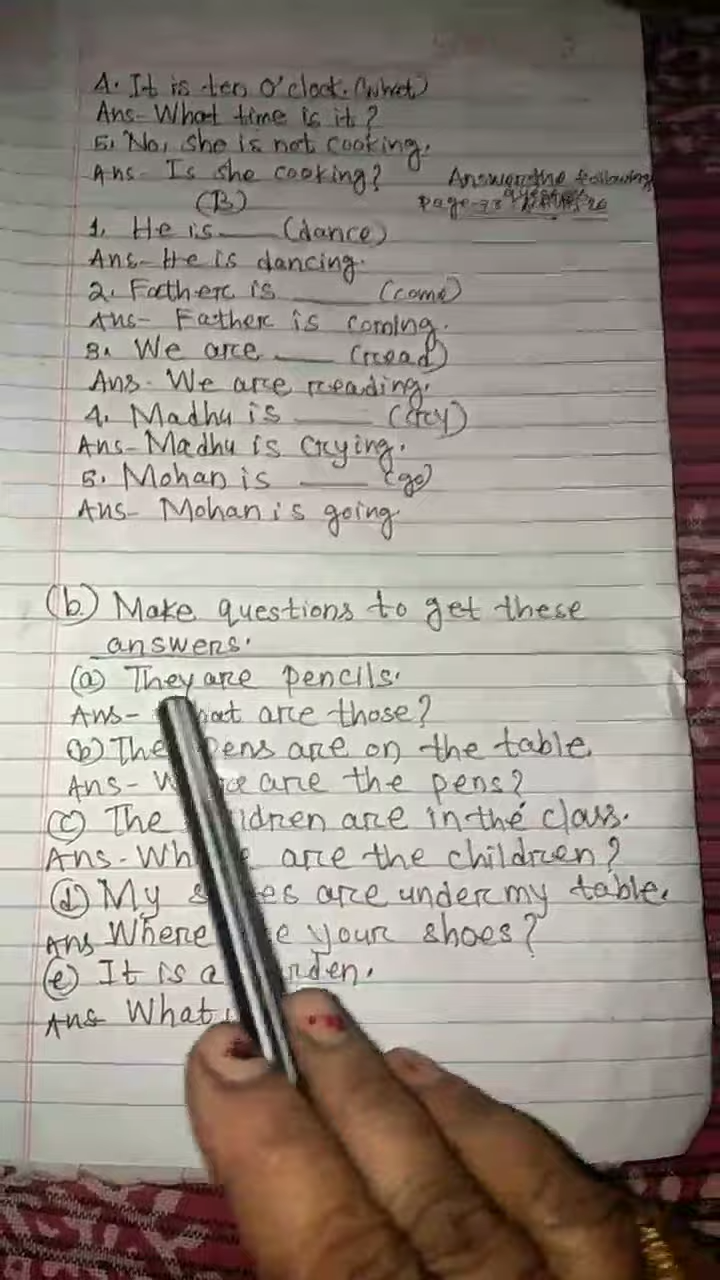 4. It is ten O'clock. (What)
Ans- What time is it?
5. No, she is not cooking.
Ans- Is she cooking?
Answer the following
page-
(B)
1. He is ___ (dance)
Ans- He is dancing.
2. Father is ___ (come)
Ans- Father is coming.
3. We are ___ (read)
Ans- We are reading.
4. Madhu is ___ (cry)
Ans- Madhu is crying.
5. Mohan is ___ (go)
Ans- Mohan is going
(b) Make questions to get these
answers.
(a) They are pencils.
Ans- are those?
(b) The pens are on the table.
Ans- are the pens?
(c) The are in the class.
Ans- are the children?
(d) My are under my table.
Ans Where your shoes?
(e) It is a
Ans What